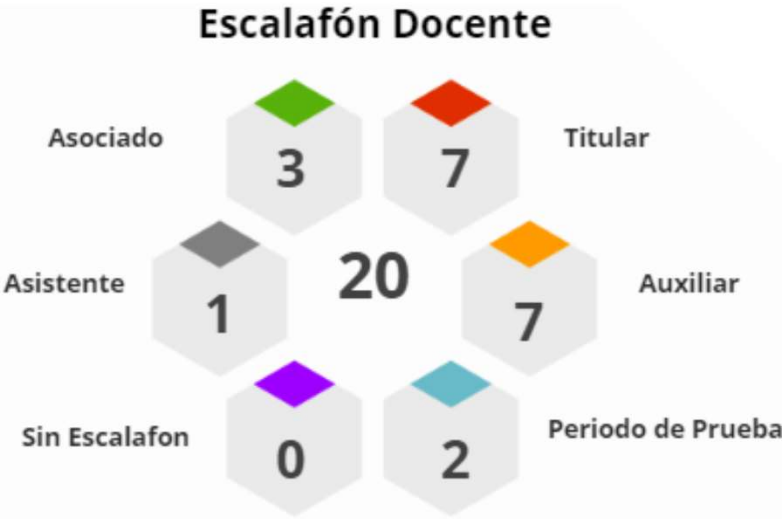 Escalafón Docente
Asociado
3
7
Titular
Asistente
1
20
7
Auxiliar
Sin Escalafon
0
2
Periodo de Prueba